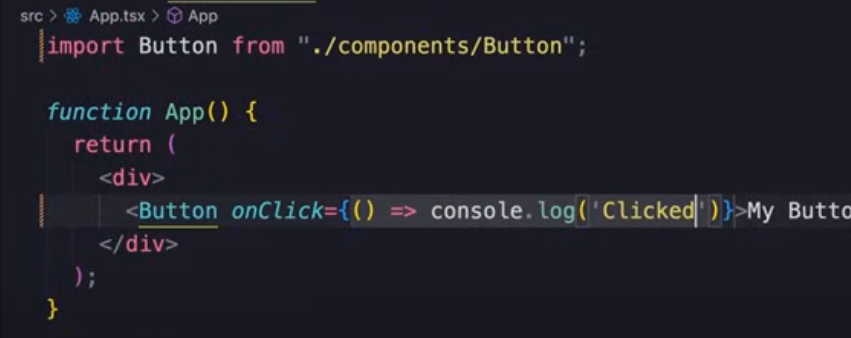 src > App.tsx > App
import Button from "./components/Button";
function App() {
  return (
    <div>
      <Button onClick={() => console.log('Clicked')}>My Butto
    </div>
  );
}